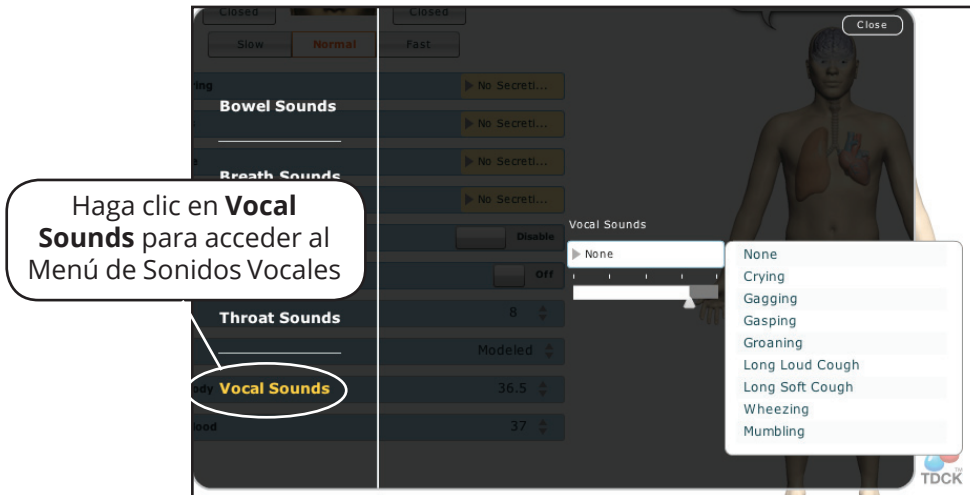 Closed
Closed
Close
Slow
Normal
Fast
ring
No Secreti...
Bowel Sounds
No Secreti...
No Secreti...
Breath Sounds
No Secreti...
Haga clic en Vocal
Sounds para acceder al
Menú de Sonidos Vocales
Disable
Off
Vocal Sounds
None
None
Crying
Gagging
Gasping
Groaning
Long Loud Cough
Long Soft Cough
Wheezing
Mumbling
Throat Sounds
8
Modeled
Vocal Sounds
36.5
37
TDCK™